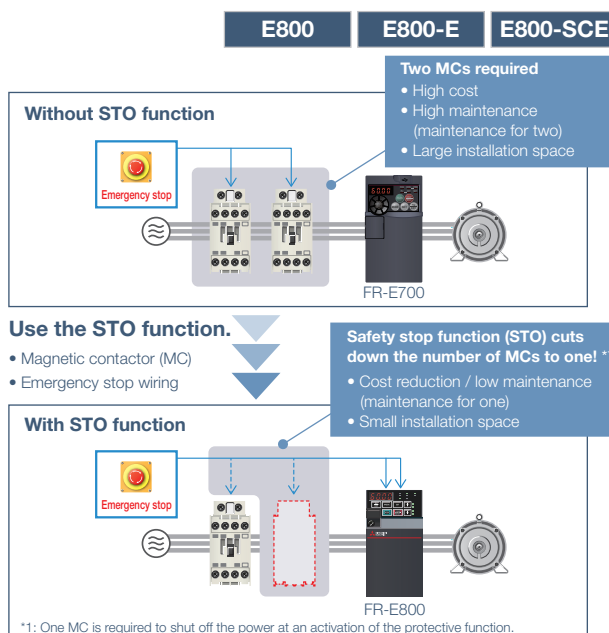 E800 E800-E E800-SCE
Two MCs required
• High cost
• High maintenance
(maintenance for two)
• Large installation space
Without STO function
Emergency stop
FR-E700
Use the STO function.
• Magnetic contactor (MC)
• Emergency stop wiring
Safety stop function (STO) cuts
down the number of MCs to one! *
• Cost reduction / low maintenance
(maintenance for one)
• Small installation space
With STO function
Emergency stop
FR-E800
*1: One MC is required to shut off the power at an activation of the protective function.